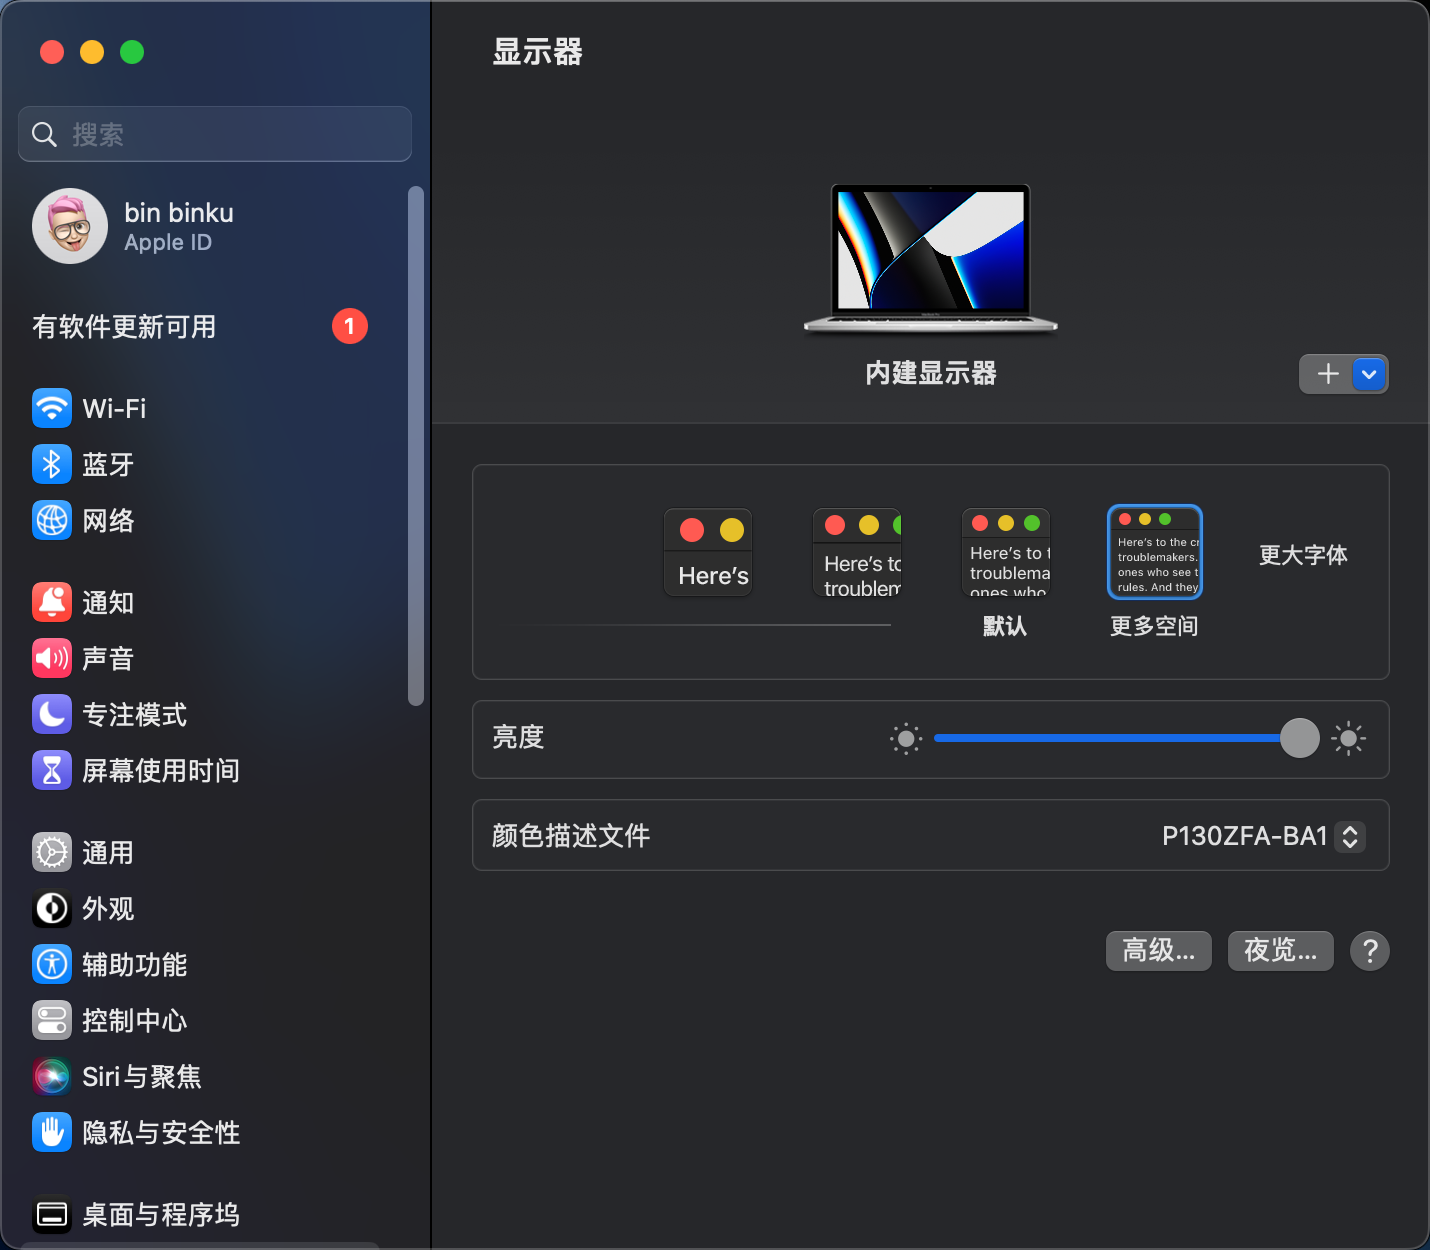 搜索
bin binku
Apple ID
有软件更新可用
1
Wi-Fi
蓝牙
网络
通知
声音
专注模式
屏幕使用时间
通用
外观
辅助功能
控制中心
Siri与聚焦
隐私与安全性
桌面与程序坞
显示器
内建显示器
Here's
Here's to
troublem
Here's to t
troublema
ones who
默认
Here's to the cr
troublemakers.
ones who see t
rules. And they
更多空间
更大字体
亮度
颜色描述文件
P130ZFA-BA1
高级...
夜览...
?